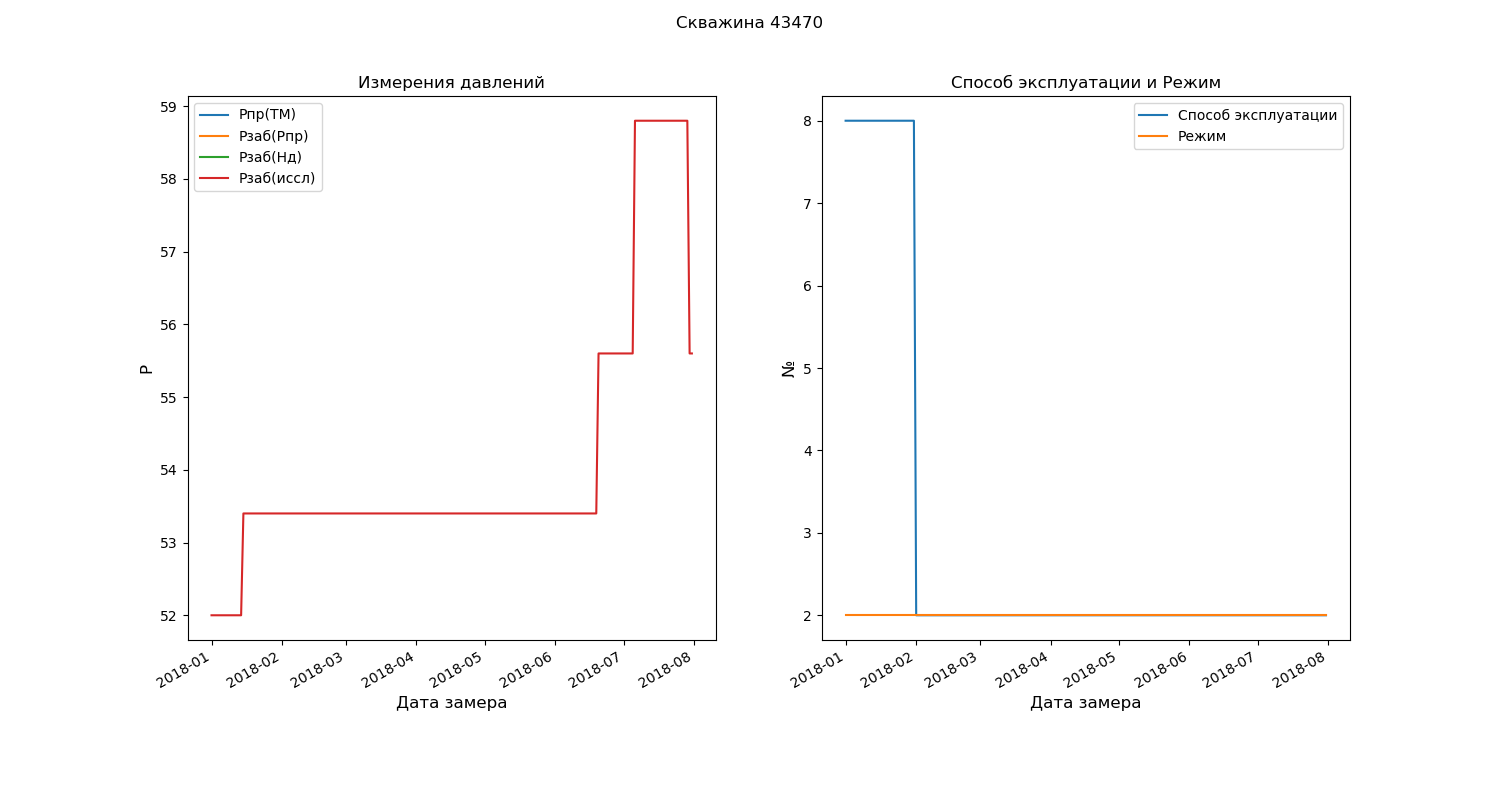 Скважина 43470
Измерения давлений
59
58
57
56
55
54
53
52
P
Рпр(ТМ)
Рзаб(Рпр)
Рзаб(Нд)
Рзаб(иссл)
2018-01
2018-02
2018-03
2018-04
2018-05
2018-06
2018-07
2018-08
Дата замера
Способ эксплуатации и Режим
8
7
6
5
4
3
2
№
Способ эксплуатации
Режим
2018-01
2018-02
2018-03
2018-04
2018-05
2018-06
2018-07
2018-08
Дата замера